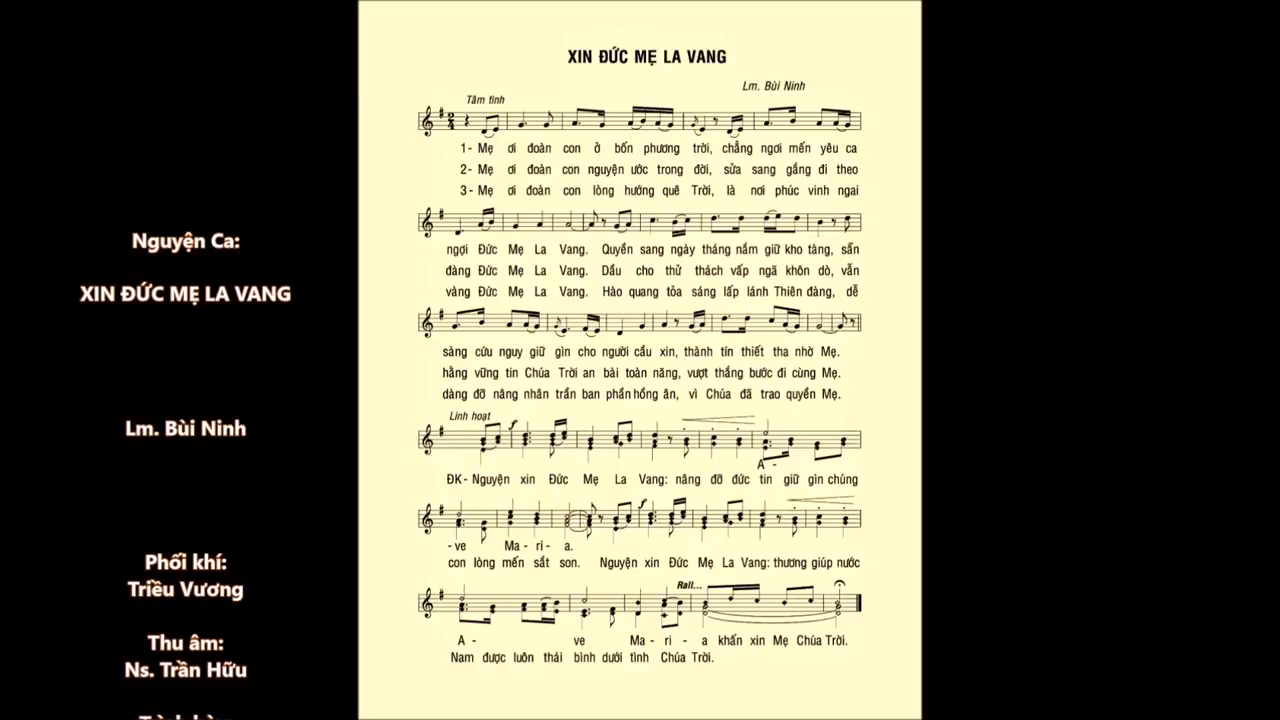 Nguyện Ca:
XIN ĐỨC MẸ LA VANG
Lm. Bùi Ninh
Phối khí:
Triều Vương
Thu âm:
Ns. Trần Hữu
XIN ĐỨC MẸ LA VANG
Lm. Bùi Ninh
Tâm tình
1- Mẹ ơi đoàn con ở bốn phương trời, chẳng ngơi mến yêu ca
2- Mẹ ơi đoàn con nguyện ước trong đời, sửa sang gắng đi theo
3- Mẹ ơi đoàn con lòng hướng quê Trời, là nơi phúc vinh ngai
ngợi Đức Mẹ La Vang. Quyền sang ngày tháng nắm giữ kho tàng, sẵn
đàng Đức Mẹ La Vang. Dẫu cho thử thách vấp ngã khôn dò, vẫn
vàng Đức Mẹ La Vang. Hào quang tỏa sáng lấp lánh Thiên đàng, dễ
sàng cứu nguy giữ gìn cho người cầu xin, thành tín thiết tha nhờ Mẹ.
hằng vững tin Chúa Trời an bài toàn năng, vượt thắng bước đi cùng Mẹ.
dàng đỡ nâng nhân trần ban phần hồng ân, vì Chúa đã trao quyền Mẹ.
Linh hoạt
f
A -
ĐK- Nguyện xin Đức Mẹ La Vang: nâng đỡ đức tin giữ gìn chúng
f
-ve Ma - ri - a.
con lòng mến sắt son. Nguyện xin Đức Mẹ La Vang: thương giúp nước
Rall...
A - ve Ma - ri - a khấn xin Mẹ Chúa Trời.
Nam được luôn thái bình dưới tình Chúa Trời.